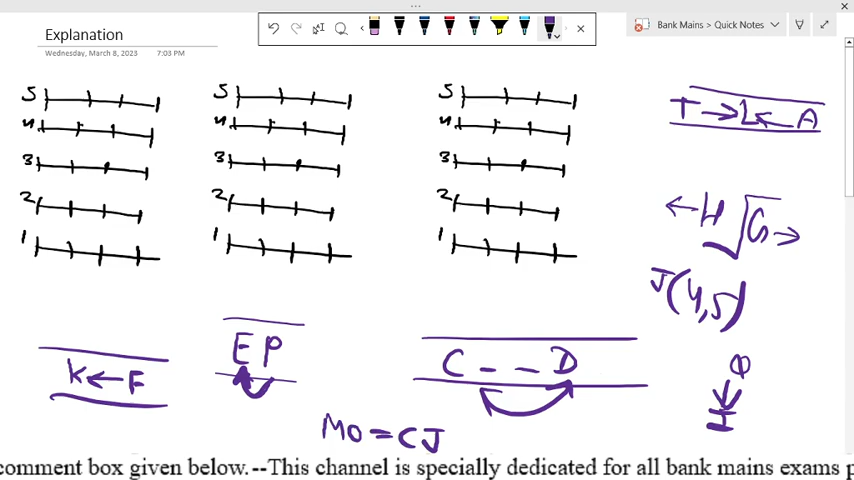 Explanation
Wednesday, March 8, 2023 7:03 PM
Bank Mains > Quick Notes
5 5 5
4 4 4
3 3 3
2 2 2
1 1 1
T → L ← A
← H G →
J(4,5)
K ← F
E P
C _ _ D
Φ
I
MO = CJ
comment box given below.--This channel is specially dedicated for all bank mains exams p